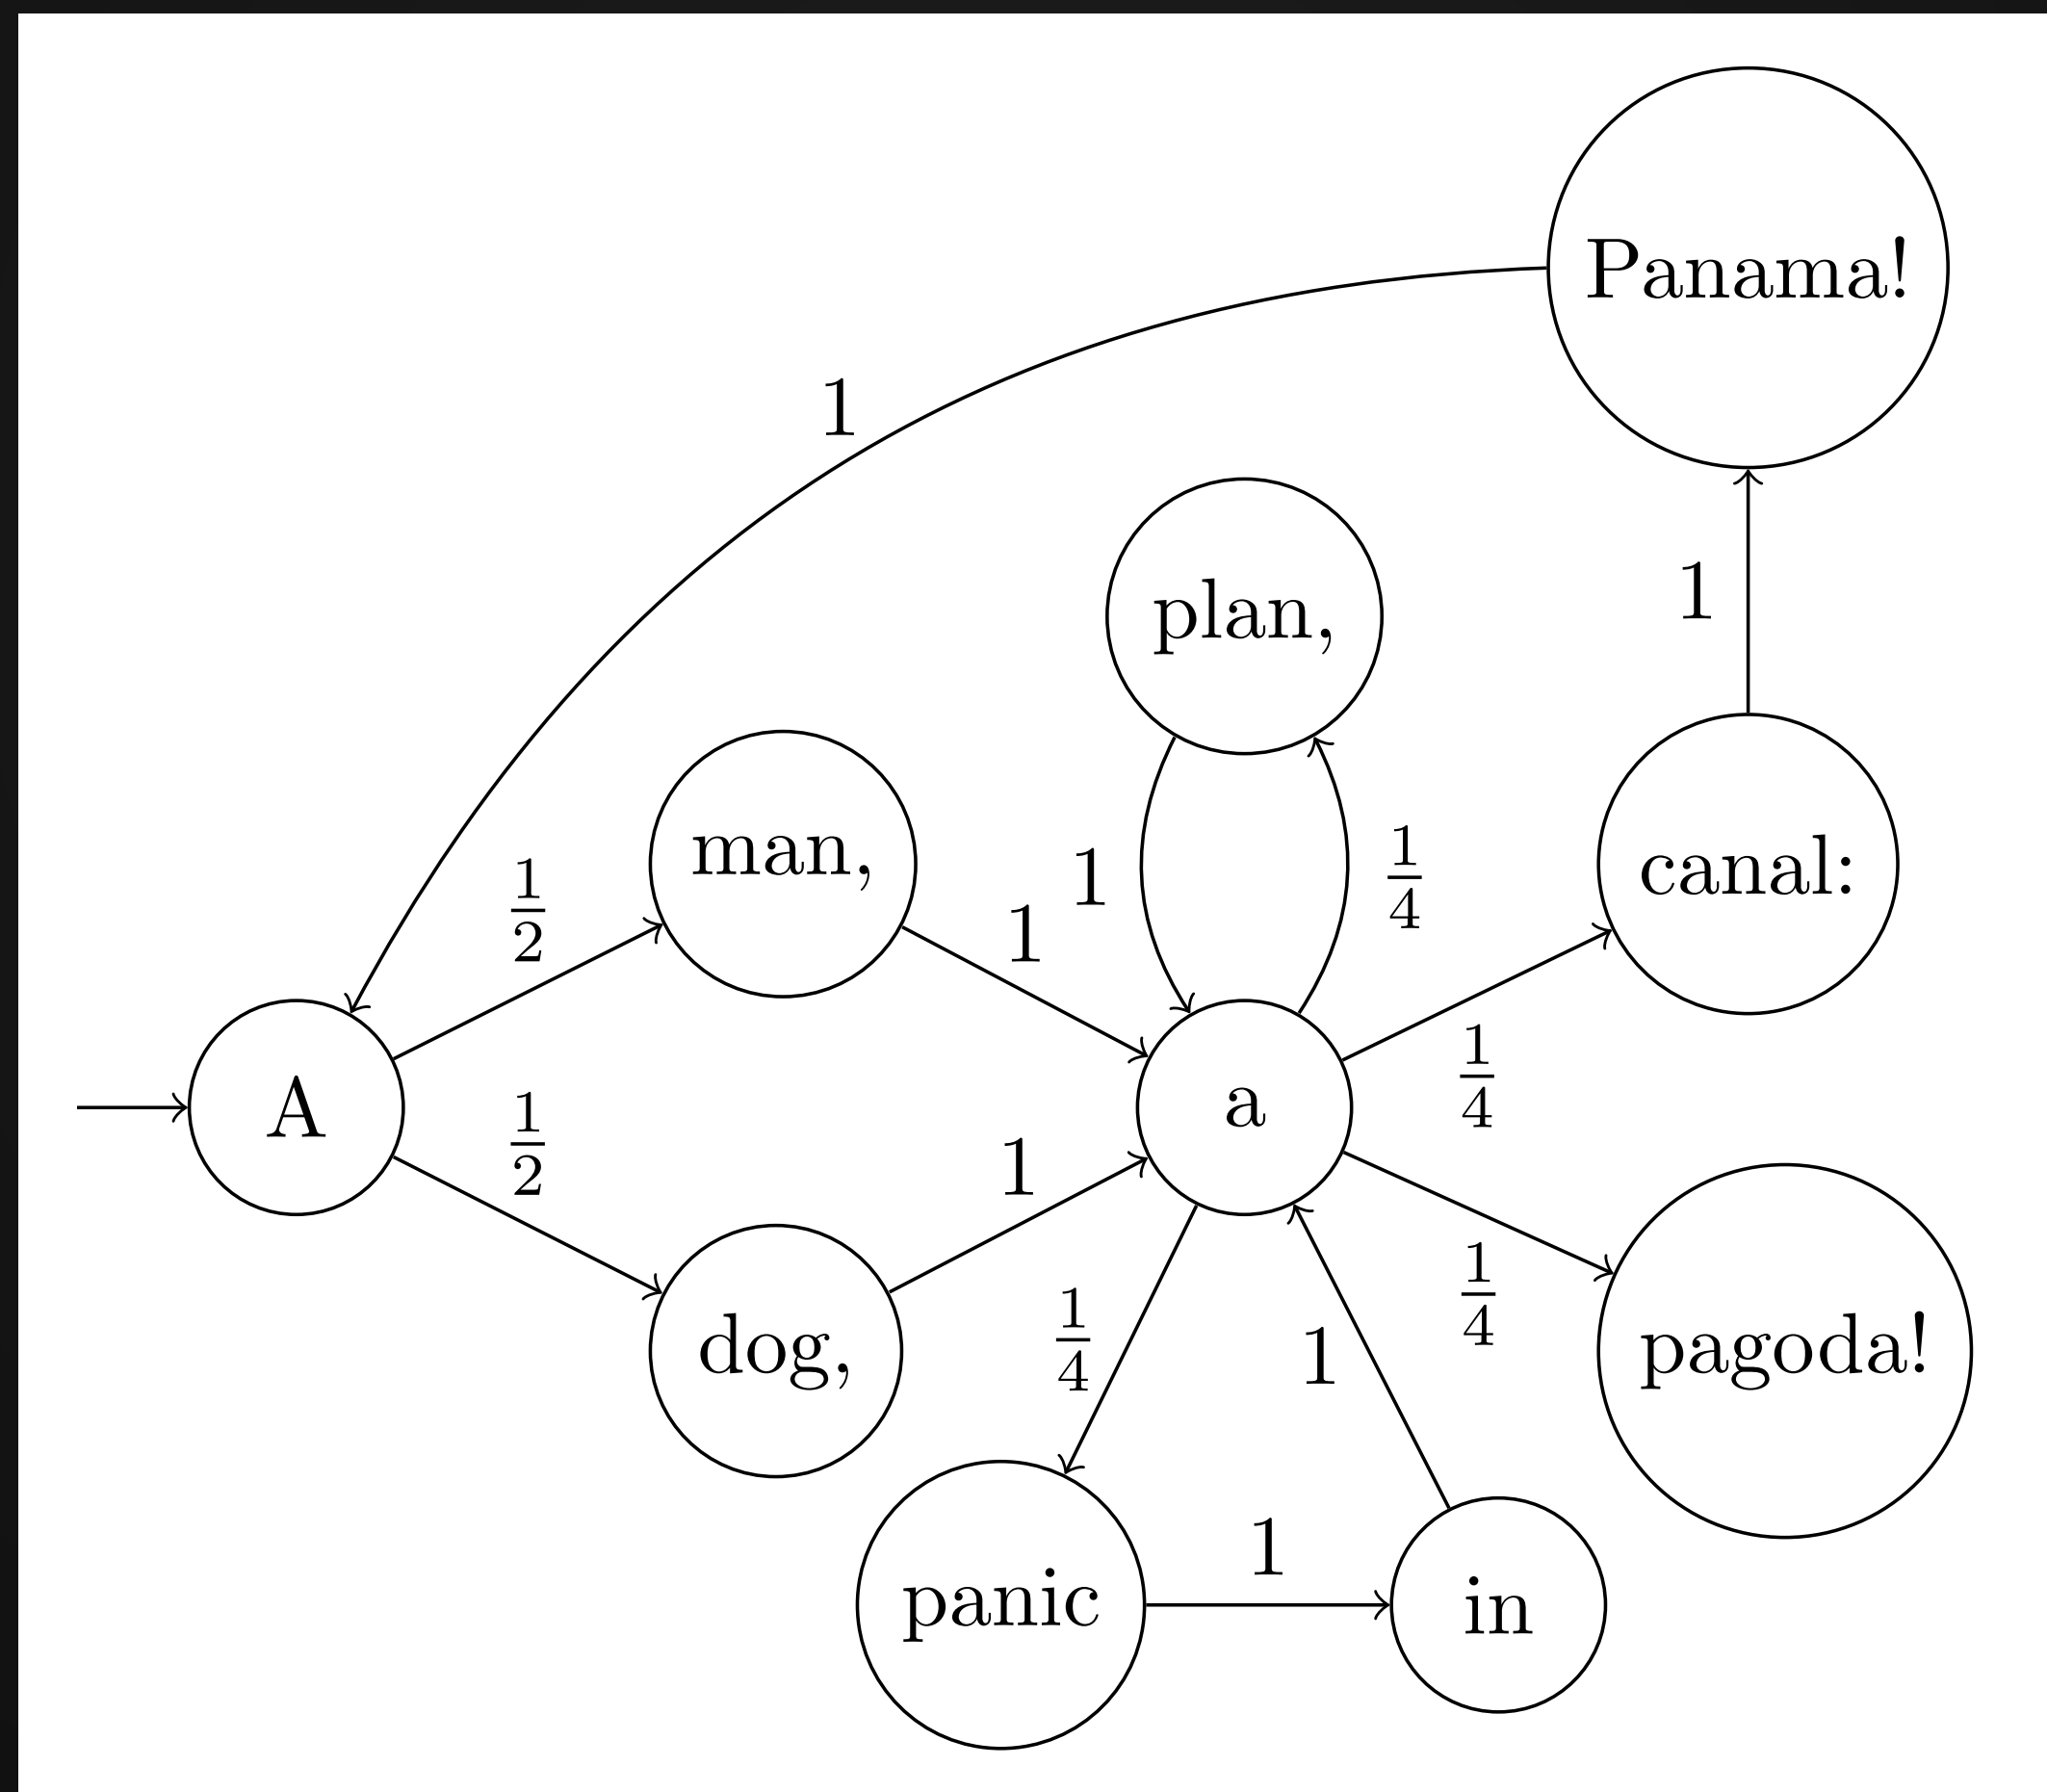 Panama!
1
plan,
1
man,
1
1/4
canal:
1/2
1
1
A
a
1/4
1/2
1
dog,
1/4
1
1/4
pagoda!
panic
1
in